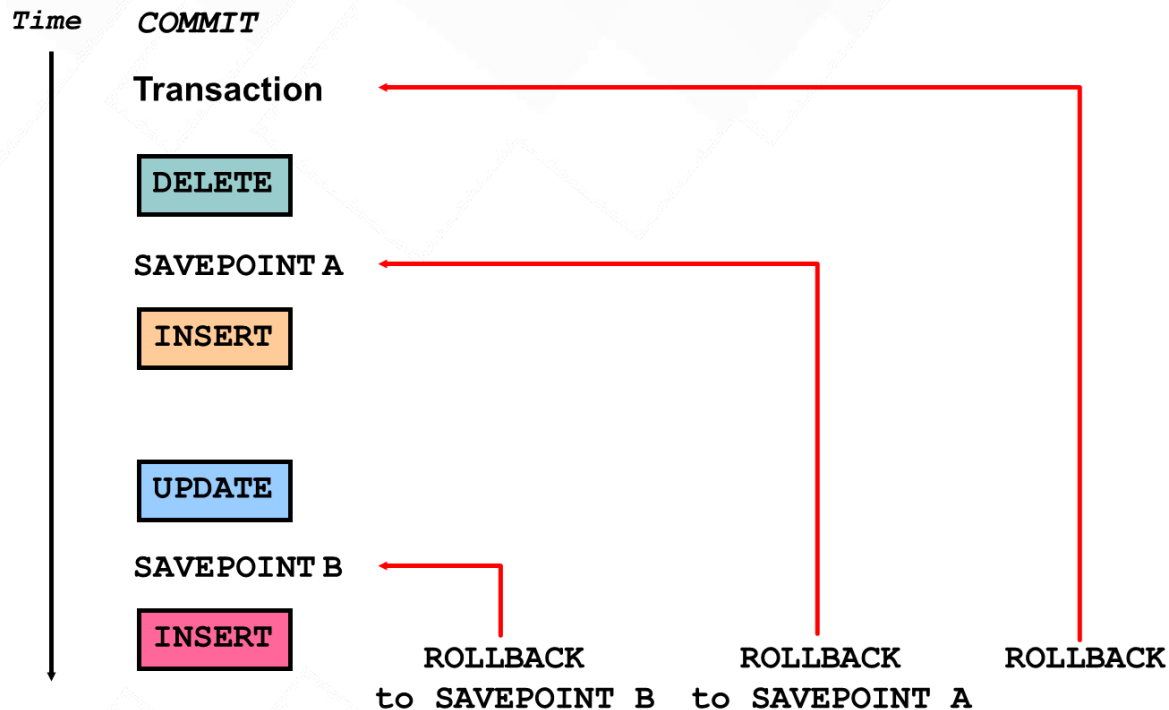 Time COMMIT
Transaction
DELETE
SAVEPOINT A
INSERT
UPDATE
SAVEPOINT B
INSERT
ROLLBACK
to SAVEPOINT B
ROLLBACK
to SAVEPOINT A
ROLLBACK